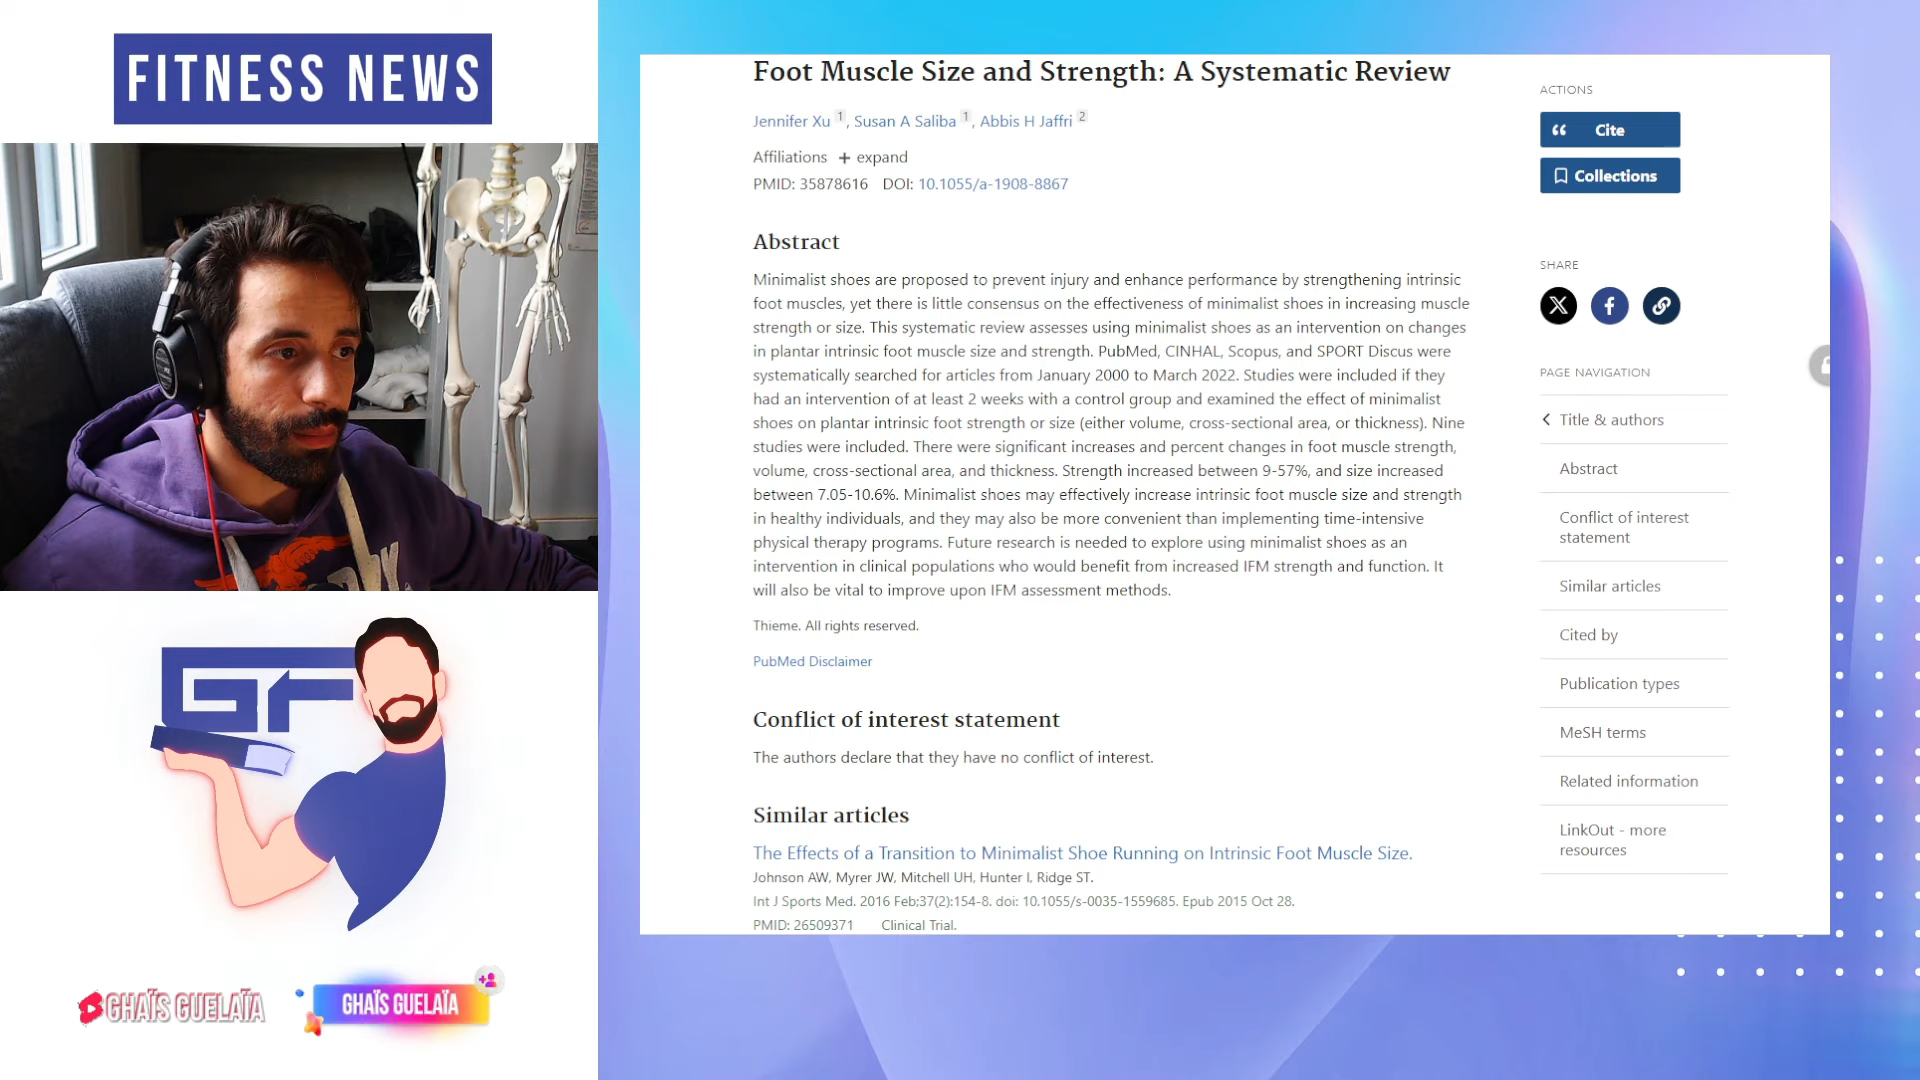 FITNESS NEWS
GF
GHAÏS GUELAÏA
GHAÏS GUELAÏA
Foot Muscle Size and Strength: A Systematic Review
Jennifer Xu 1, Susan A Saliba 1, Abbis H Jaffri 2
Affiliations + expand
PMID: 35878616 DOI: 10.1055/a-1908-8867
Abstract
Minimalist shoes are proposed to prevent injury and enhance performance by strengthening intrinsic
foot muscles, yet there is little consensus on the effectiveness of minimalist shoes in increasing muscle
strength or size. This systematic review assesses using minimalist shoes as an intervention on changes
in plantar intrinsic foot muscle size and strength. PubMed, CINHAL, Scopus, and SPORT Discus were
systematically searched for articles from January 2000 to March 2022. Studies were included if they
had an intervention of at least 2 weeks with a control group and examined the effect of minimalist
shoes on plantar intrinsic foot strength or size (either volume, cross-sectional area, or thickness). Nine
studies were included. There were significant increases and percent changes in foot muscle strength,
volume, cross-sectional area, and thickness. Strength increased between 9-57%, and size increased
between 7.05-10.6%. Minimalist shoes may effectively increase intrinsic foot muscle size and strength
in healthy individuals, and they may also be more convenient than implementing time-intensive
physical therapy programs. Future research is needed to explore using minimalist shoes as an
intervention in clinical populations who would benefit from increased IFM strength and function. It
will also be vital to improve upon IFM assessment methods.
Thieme. All rights reserved.
PubMed Disclaimer
Conflict of interest statement
The authors declare that they have no conflict of interest.
Similar articles
The Effects of a Transition to Minimalist Shoe Running on Intrinsic Foot Muscle Size.
Johnson AW, Myrer JW, Mitchell UH, Hunter I, Ridge ST.
Int J Sports Med. 2016 Feb;37(2):154-8. doi: 10.1055/s-0035-1559685. Epub 2015 Oct 28.
PMID: 26509371 Clinical Trial.
ACTIONS
Cite
Collections
SHARE
PAGE NAVIGATION
Title & authors
Abstract
Conflict of interest
statement
Similar articles
Cited by
Publication types
MeSH terms
Related information
LinkOut - more
resources